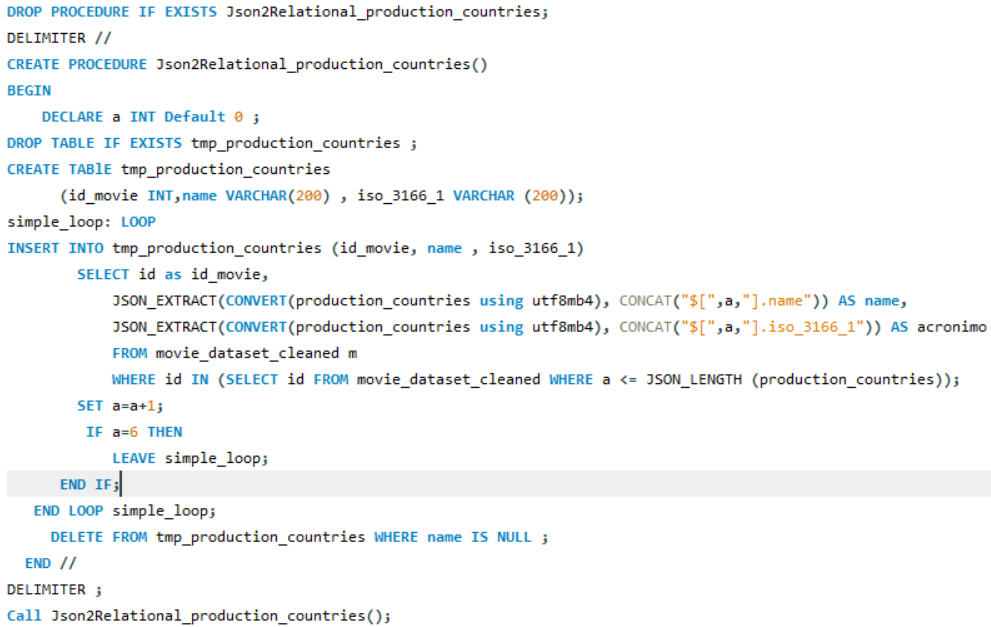 DROP PROCEDURE IF EXISTS Json2Relational_production_countries;
DELIMITER //
CREATE PROCEDURE Json2Relational_production_countries()
BEGIN
    DECLARE a INT Default 0 ;
DROP TABLE IF EXISTS tmp_production_countries ;
CREATE TABlE tmp_production_countries
      (id_movie INT,name VARCHAR(200) , iso_3166_1 VARCHAR (200));
simple_loop: LOOP
INSERT INTO tmp_production_countries (id_movie, name , iso_3166_1)
        SELECT id as id_movie,
            JSON_EXTRACT(CONVERT(production_countries using utf8mb4), CONCAT("$[",a,"].name")) AS name,
            JSON_EXTRACT(CONVERT(production_countries using utf8mb4), CONCAT("$[",a,"].iso_3166_1")) AS acronimo
            FROM movie_dataset_cleaned m
            WHERE id IN (SELECT id FROM movie_dataset_cleaned WHERE a <= JSON_LENGTH (production_countries));
        SET a=a+1;
         IF a=6 THEN
            LEAVE simple_loop;
      END IF;
   END LOOP simple_loop;
     DELETE FROM tmp_production_countries WHERE name IS NULL ;
  END //
DELIMITER ;
Call Json2Relational_production_countries();